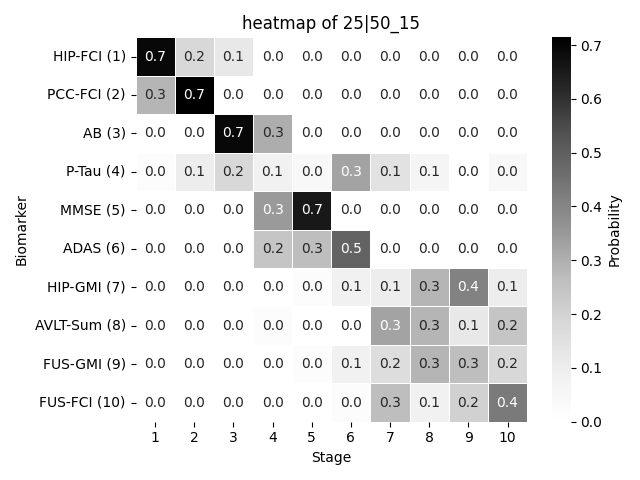 heatmap of 25|50_15
HIP-FCI (1) 0.7 0.2 0.1 0.0 0.0 0.0 0.0 0.0 0.0 0.0
PCC-FCI (2) 0.3 0.7 0.0 0.0 0.0 0.0 0.0 0.0 0.0 0.0
AB (3) 0.0 0.0 0.7 0.3 0.0 0.0 0.0 0.0 0.0 0.0
P-Tau (4) 0.0 0.1 0.2 0.1 0.0 0.3 0.1 0.1 0.0 0.0
MMSE (5) 0.0 0.0 0.0 0.3 0.7 0.0 0.0 0.0 0.0 0.0
ADAS (6) 0.0 0.0 0.0 0.2 0.3 0.5 0.0 0.0 0.0 0.0
HIP-GMI (7) 0.0 0.0 0.0 0.0 0.0 0.1 0.1 0.3 0.4 0.1
AVLT-Sum (8) 0.0 0.0 0.0 0.0 0.0 0.0 0.3 0.3 0.1 0.2
FUS-GMI (9) 0.0 0.0 0.0 0.0 0.0 0.1 0.2 0.3 0.3 0.2
FUS-FCI (10) 0.0 0.0 0.0 0.0 0.0 0.0 0.3 0.1 0.2 0.4
1 2 3 4 5 6 7 8 9 10
Stage
Biomarker
0.7
0.6
0.5
0.4
0.3
0.2
0.1
0.0
Probability